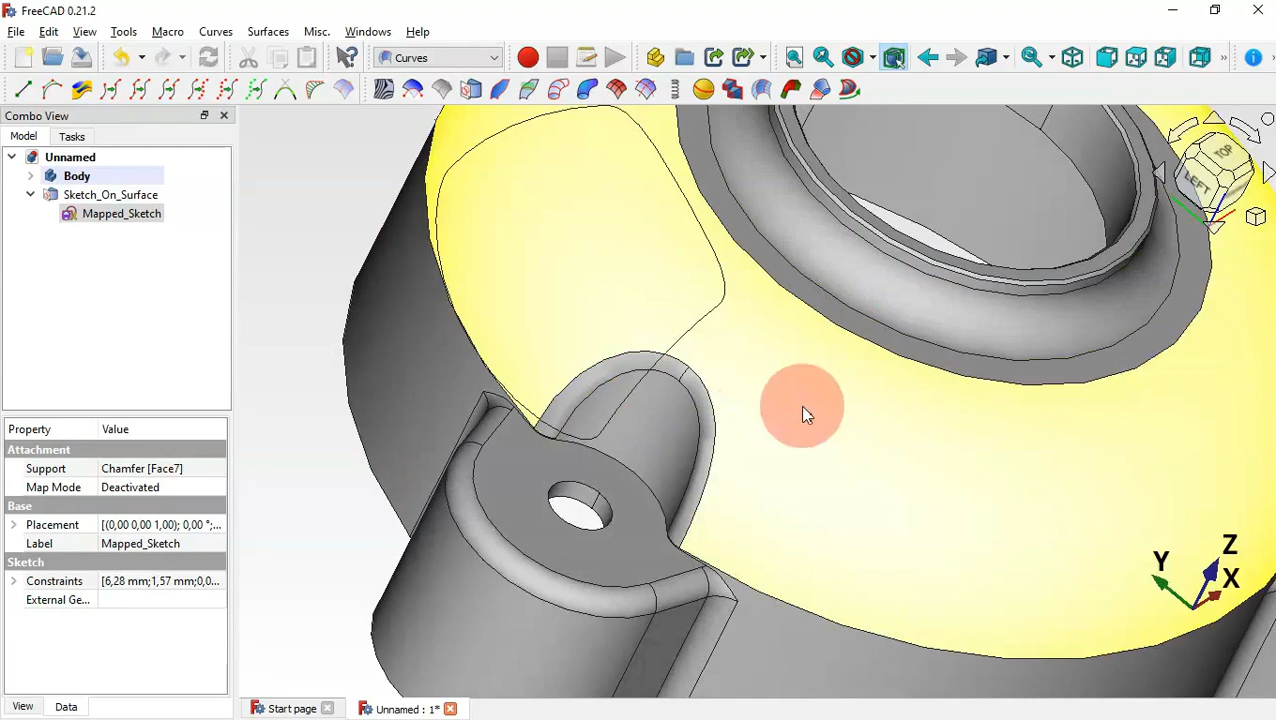 FreeCAD 0.21.2
File Edit View Tools Macro Curves Surfaces Misc. Windows Help
Curves
Combo View
Model Tasks
Unnamed
Body
Sketch_On_Surface
Mapped_Sketch
TOP
LEFT
Property Value
Attachment
Support Chamfer [Face7]
Map Mode Deactivated
Base
Placement [(0,00 0,00 1,00); 0,00 °;...
Label Mapped_Sketch
Sketch
Constraints [6,28 mm;1,57 mm;0,0...
External Ge...
Z
Y
X
View Data
Start page Unnamed : 1*